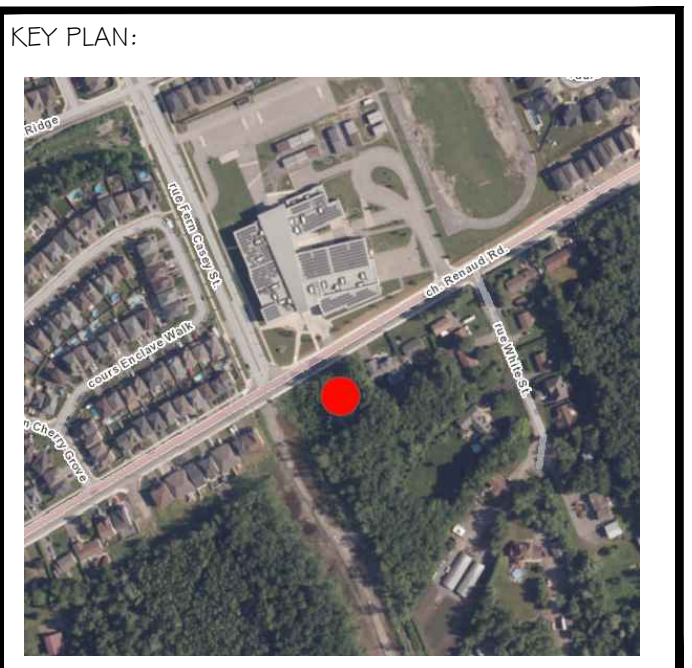 KEY PLAN:
Ridge
rue Fern Casey St.
ch. Renaud Rd.
cours Enclave Walk
rue White St.
Cherry Grove